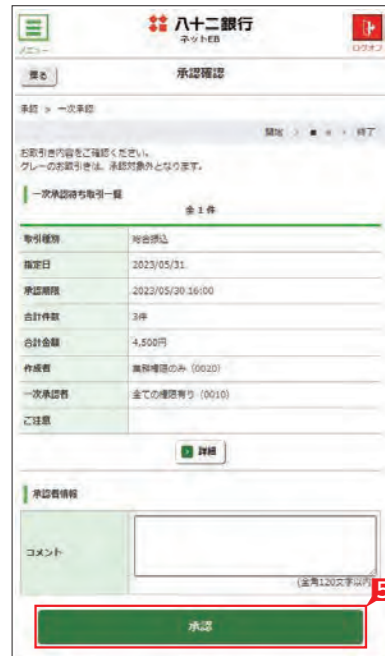 八十二銀行
ネットEB
メニュー
ログオフ
戻る
承認確認
承認 > 一次承認
開始 > ■ ■ > 終了
お取引き内容をご確認ください。
グレーのお取引きは、承認対象外となります。
一次承認待ち取引一覧
全1件
取引種別 総合振込
指定日 2023/05/31
承認期限 2023/05/30 16:00
合計件数 3件
合計金額 4,500円
作成者 業務権限のみ (0020)
一次承認者 全ての権限有り (0010)
ご注意
詳細
承認者情報
コメント
(全角120文字以内)
5
承認